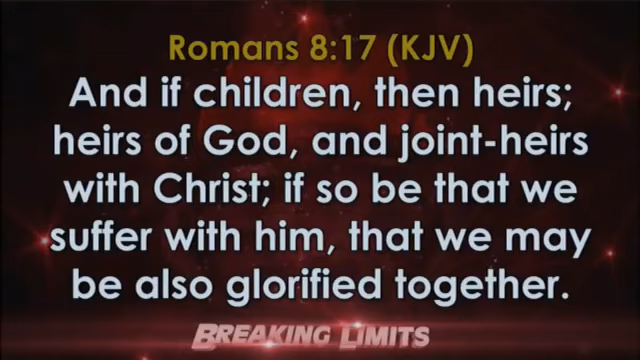 Romans 8:17 (KJV)
And if children, then heirs;
heirs of God, and joint-heirs
with Christ; if so be that we
suffer with him, that we may
be also glorified together.
BREAKING LIMITS